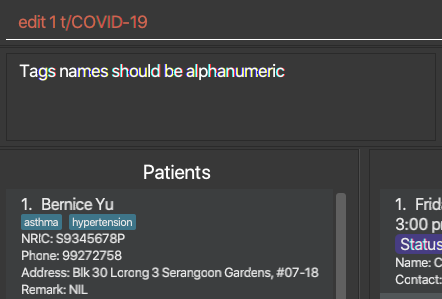 edit 1 t/COVID-19
Tags names should be alphanumeric
Patients
1. Bernice Yu
asthma hypertension
NRIC: S9345678P
Phone: 99272758
Address: Blk 30 Lorong 3 Serangoon Gardens, #07-18
Remark: NIL
1.
3:00
Status
Name:
Contact: